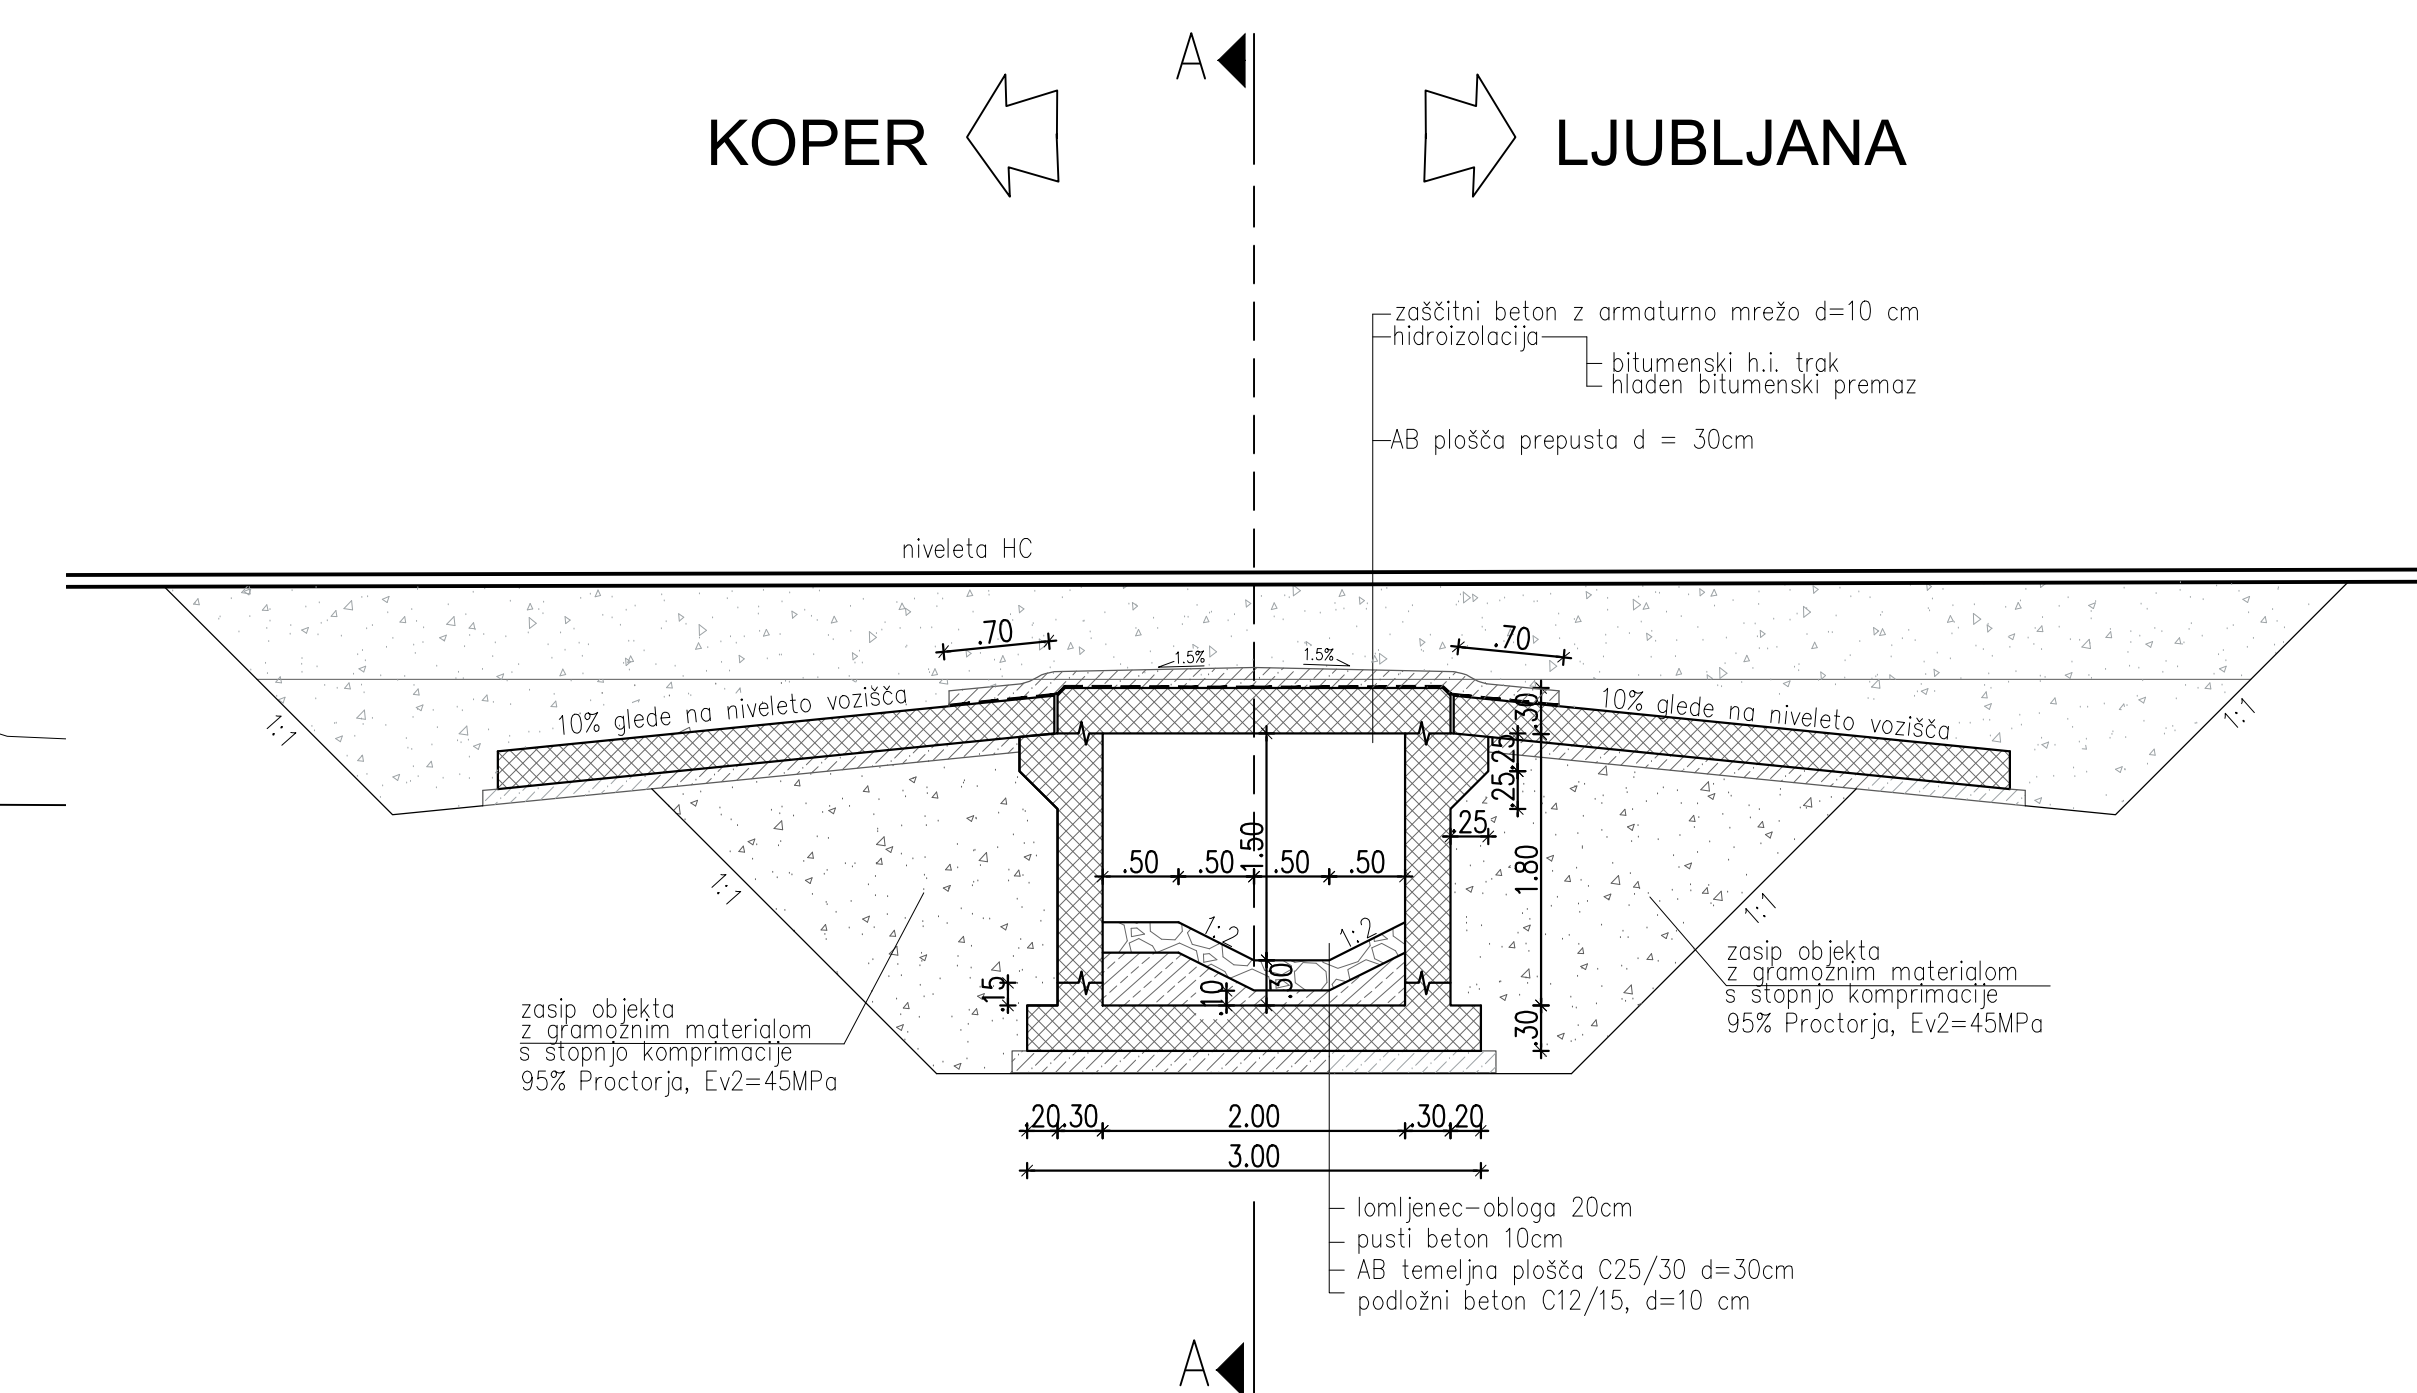 A
KOPER
LJUBLJANA
zaščitni beton z armaturno mrežo d=10 cm
hidroizolacija
bitumenski h.i. trak
hladen bitumenski premaz
AB plošča prepusta d = 30cm
niveleta HC
.70
.70
1.5%
1.5%
10% glede na niveleto vozišča
10% glede na niveleto vozišča
1:1
1:1
.30
.25
.25
.25
1.80
.30
1.50
.50
.50
.50
.50
1:2
1:2
1:1
1:1
.15
.10
.30
zasip objekta
z gramoznim materialom
s stopnjo komprimacije
95% Proctorja, Ev2=45MPa
zasip objekta
z gramoznim materialom
s stopnjo komprimacije
95% Proctorja, Ev2=45MPa
.20
.30
2.00
.30
.20
3.00
lomljenec-obloga 20cm
pusti beton 10cm
AB temeljna plošča C25/30 d=30cm
podložni beton C12/15, d=10 cm
A